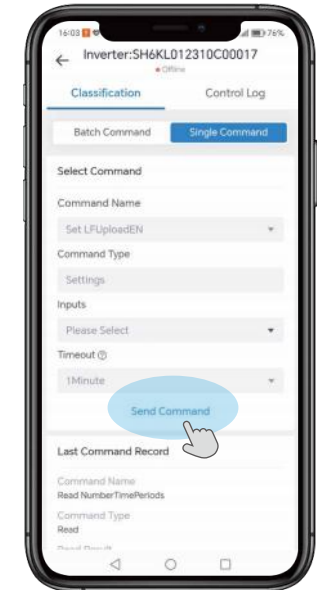 16:03 76%
Inverter:SH6KL012310C00017
Offline
Classification Control Log
Batch Command Single Command
Select Command
Command Name
Set LFUploadEN
Command Type
Settings
Inputs
Please Select
Timeout
1Minute
Send Command
Last Command Record
Command Name
Read NumberTimePeriods
Command Type
Read
Read Result